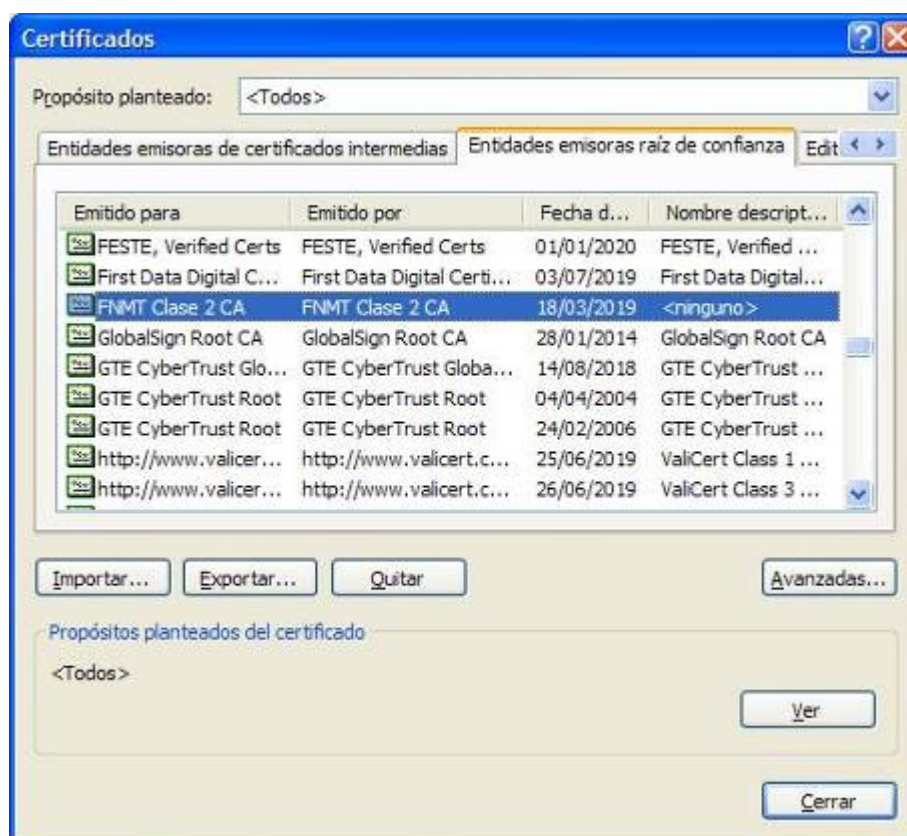 Certificados
Propósito planteado: <Todos>
Entidades emisoras de certificados intermedias Entidades emisoras raíz de confianza Edit
Emitido para Emitido por Fecha d... Nombre descript...
FESTE, Verified Certs FESTE, Verified Certs 01/01/2020 FESTE, Verified ...
First Data Digital C... First Data Digital Certi... 03/07/2019 First Data Digital...
FNMT Clase 2 CA FNMT Clase 2 CA 18/03/2019 <ninguno>
GlobalSign Root CA GlobalSign Root CA 28/01/2014 GlobalSign Root CA
GTE CyberTrust Glo... GTE CyberTrust Globa... 14/08/2018 GTE CyberTrust ...
GTE CyberTrust Root GTE CyberTrust Root 04/04/2004 GTE CyberTrust ...
GTE CyberTrust Root GTE CyberTrust Root 24/02/2006 GTE CyberTrust ...
http://www.valicer... http://www.valicert.c... 25/06/2019 ValiCert Class 1 ...
http://www.valicer... http://www.valicert.c... 26/06/2019 ValiCert Class 3 ...
Importar... Exportar... Quitar Avanzadas...
Propósitos planteados del certificado
<Todos>
Ver
Cerrar